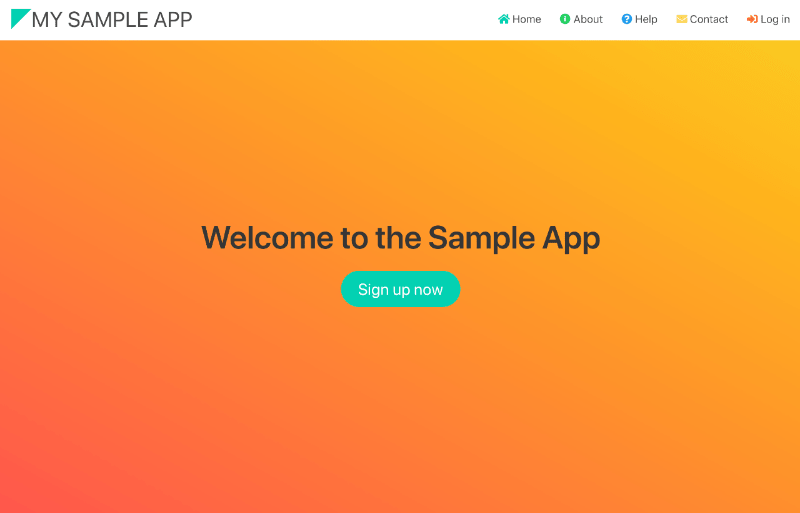 MY SAMPLE APP
Home About Help Contact Log in
Welcome to the Sample App
Sign up now